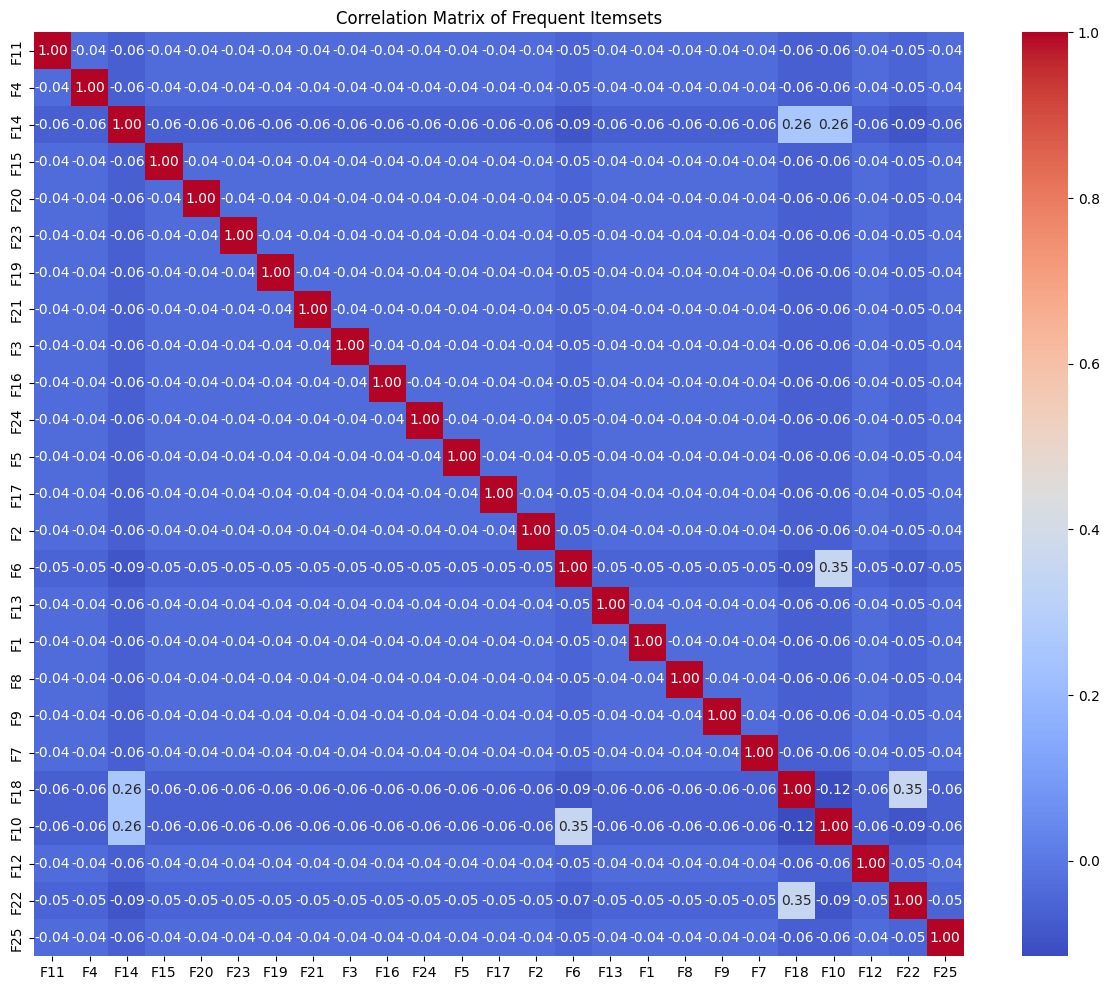 Correlation Matrix of Frequent Itemsets
F11 1.00 -0.04 -0.06 -0.04 -0.04 -0.04 -0.04 -0.04 -0.04 -0.04 -0.04 -0.04 -0.04 -0.04 -0.05 -0.04 -0.04 -0.04 -0.04 -0.04 -0.06 -0.06 -0.04 -0.05 -0.04
F4 -0.04 1.00 -0.06 -0.04 -0.04 -0.04 -0.04 -0.04 -0.04 -0.04 -0.04 -0.04 -0.04 -0.04 -0.05 -0.04 -0.04 -0.04 -0.04 -0.04 -0.06 -0.06 -0.04 -0.05 -0.04
F14 -0.06 -0.06 1.00 -0.06 -0.06 -0.06 -0.06 -0.06 -0.06 -0.06 -0.06 -0.06 -0.06 -0.06 -0.09 -0.06 -0.06 -0.06 -0.06 -0.06 0.26 0.26 -0.06 -0.09 -0.06
F15 -0.04 -0.04 -0.06 1.00 -0.04 -0.04 -0.04 -0.04 -0.04 -0.04 -0.04 -0.04 -0.04 -0.04 -0.05 -0.04 -0.04 -0.04 -0.04 -0.04 -0.06 -0.06 -0.04 -0.05 -0.04
F20 -0.04 -0.04 -0.06 -0.04 1.00 -0.04 -0.04 -0.04 -0.04 -0.04 -0.04 -0.04 -0.04 -0.04 -0.05 -0.04 -0.04 -0.04 -0.04 -0.04 -0.06 -0.06 -0.04 -0.05 -0.04
F23 -0.04 -0.04 -0.06 -0.04 -0.04 1.00 -0.04 -0.04 -0.04 -0.04 -0.04 -0.04 -0.04 -0.04 -0.05 -0.04 -0.04 -0.04 -0.04 -0.04 -0.06 -0.06 -0.04 -0.05 -0.04
F19 -0.04 -0.04 -0.06 -0.04 -0.04 -0.04 1.00 -0.04 -0.04 -0.04 -0.04 -0.04 -0.04 -0.04 -0.05 -0.04 -0.04 -0.04 -0.04 -0.04 -0.06 -0.06 -0.04 -0.05 -0.04
F21 -0.04 -0.04 -0.06 -0.04 -0.04 -0.04 -0.04 1.00 -0.04 -0.04 -0.04 -0.04 -0.04 -0.04 -0.05 -0.04 -0.04 -0.04 -0.04 -0.04 -0.06 -0.06 -0.04 -0.05 -0.04
F3 -0.04 -0.04 -0.06 -0.04 -0.04 -0.04 -0.04 -0.04 1.00 -0.04 -0.04 -0.04 -0.04 -0.04 -0.05 -0.04 -0.04 -0.04 -0.04 -0.04 -0.06 -0.06 -0.04 -0.05 -0.04
F16 -0.04 -0.04 -0.06 -0.04 -0.04 -0.04 -0.04 -0.04 -0.04 1.00 -0.04 -0.04 -0.04 -0.04 -0.05 -0.04 -0.04 -0.04 -0.04 -0.04 -0.06 -0.06 -0.04 -0.05 -0.04
F24 -0.04 -0.04 -0.06 -0.04 -0.04 -0.04 -0.04 -0.04 -0.04 -0.04 1.00 -0.04 -0.04 -0.04 -0.05 -0.04 -0.04 -0.04 -0.04 -0.04 -0.06 -0.06 -0.04 -0.05 -0.04
F5 -0.04 -0.04 -0.06 -0.04 -0.04 -0.04 -0.04 -0.04 -0.04 -0.04 -0.04 1.00 -0.04 -0.04 -0.05 -0.04 -0.04 -0.04 -0.04 -0.04 -0.06 -0.06 -0.04 -0.05 -0.04
F17 -0.04 -0.04 -0.06 -0.04 -0.04 -0.04 -0.04 -0.04 -0.04 -0.04 -0.04 -0.04 1.00 -0.04 -0.05 -0.04 -0.04 -0.04 -0.04 -0.04 -0.06 -0.06 -0.04 -0.05 -0.04
F2 -0.04 -0.04 -0.06 -0.04 -0.04 -0.04 -0.04 -0.04 -0.04 -0.04 -0.04 -0.04 -0.04 1.00 -0.05 -0.04 -0.04 -0.04 -0.04 -0.04 -0.06 -0.06 -0.04 -0.05 -0.04
F6 -0.05 -0.05 -0.09 -0.05 -0.05 -0.05 -0.05 -0.05 -0.05 -0.05 -0.05 -0.05 -0.05 -0.05 1.00 -0.05 -0.05 -0.05 -0.05 -0.05 -0.09 0.35 -0.05 -0.07 -0.05
F13 -0.04 -0.04 -0.06 -0.04 -0.04 -0.04 -0.04 -0.04 -0.04 -0.04 -0.04 -0.04 -0.04 -0.04 -0.05 1.00 -0.04 -0.04 -0.04 -0.04 -0.06 -0.06 -0.04 -0.05 -0.04
F1 -0.04 -0.04 -0.06 -0.04 -0.04 -0.04 -0.04 -0.04 -0.04 -0.04 -0.04 -0.04 -0.04 -0.04 -0.05 -0.04 1.00 -0.04 -0.04 -0.04 -0.06 -0.06 -0.04 -0.05 -0.04
F8 -0.04 -0.04 -0.06 -0.04 -0.04 -0.04 -0.04 -0.04 -0.04 -0.04 -0.04 -0.04 -0.04 -0.04 -0.05 -0.04 -0.04 1.00 -0.04 -0.04 -0.06 -0.06 -0.04 -0.05 -0.04
F9 -0.04 -0.04 -0.06 -0.04 -0.04 -0.04 -0.04 -0.04 -0.04 -0.04 -0.04 -0.04 -0.04 -0.04 -0.05 -0.04 -0.04 -0.04 1.00 -0.04 -0.06 -0.06 -0.04 -0.05 -0.04
F7 -0.04 -0.04 -0.06 -0.04 -0.04 -0.04 -0.04 -0.04 -0.04 -0.04 -0.04 -0.04 -0.04 -0.04 -0.05 -0.04 -0.04 -0.04 -0.04 1.00 -0.06 -0.06 -0.04 -0.05 -0.04
F18 -0.06 -0.06 0.26 -0.06 -0.06 -0.06 -0.06 -0.06 -0.06 -0.06 -0.06 -0.06 -0.06 -0.06 -0.09 -0.06 -0.06 -0.06 -0.06 -0.06 1.00 -0.12 -0.06 0.35 -0.06
F10 -0.06 -0.06 0.26 -0.06 -0.06 -0.06 -0.06 -0.06 -0.06 -0.06 -0.06 -0.06 -0.06 -0.06 0.35 -0.06 -0.06 -0.06 -0.06 -0.06 -0.12 1.00 -0.06 -0.09 -0.06
F12 -0.04 -0.04 -0.06 -0.04 -0.04 -0.04 -0.04 -0.04 -0.04 -0.04 -0.04 -0.04 -0.04 -0.04 -0.05 -0.04 -0.04 -0.04 -0.04 -0.04 -0.06 -0.06 1.00 -0.05 -0.04
F22 -0.05 -0.05 -0.09 -0.05 -0.05 -0.05 -0.05 -0.05 -0.05 -0.05 -0.05 -0.05 -0.05 -0.05 -0.07 -0.05 -0.05 -0.05 -0.05 -0.05 0.35 -0.09 -0.05 1.00 -0.05
F25 -0.04 -0.04 -0.06 -0.04 -0.04 -0.04 -0.04 -0.04 -0.04 -0.04 -0.04 -0.04 -0.04 -0.04 -0.05 -0.04 -0.04 -0.04 -0.04 -0.04 -0.06 -0.06 -0.04 -0.05 1.00
F11 F4 F14 F15 F20 F23 F19 F21 F3 F16 F24 F5 F17 F2 F6 F13 F1 F8 F9 F7 F18 F10 F12 F22 F25
1.0
0.8
0.6
0.4
0.2
0.0